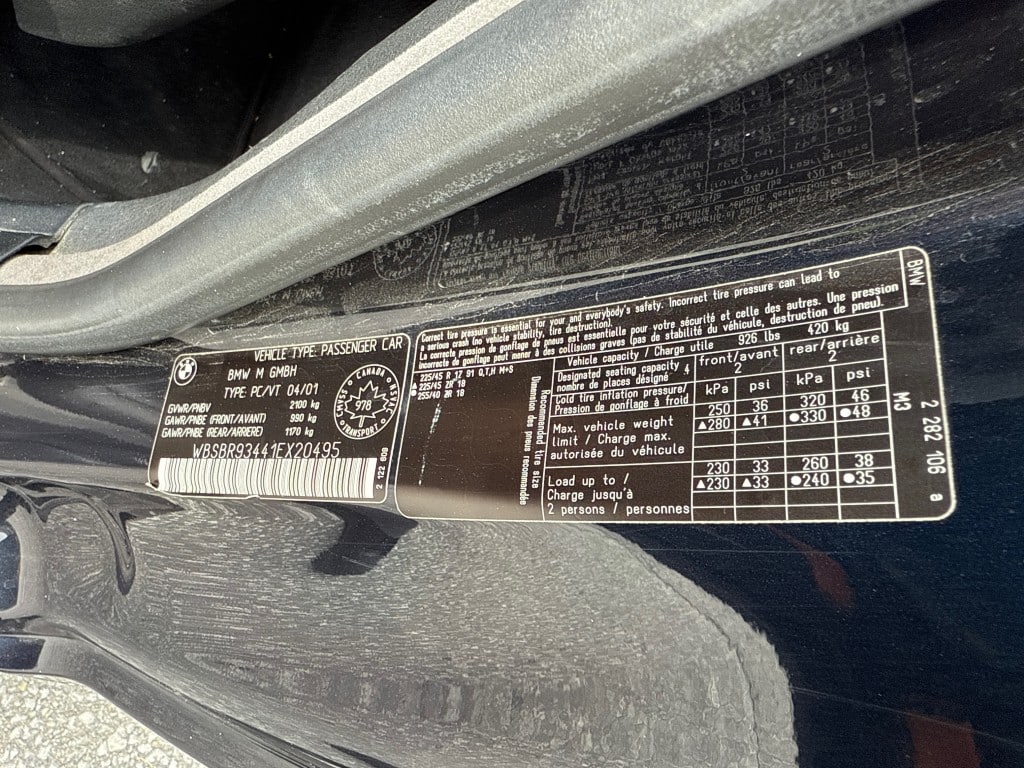 VEHICLE TYPE: PASSENGER CAR
BMW M GMBH
TYPE: PC/VT 04/01
GVWR/PNBV 2100 kg
GAWR/PNBE (FRONT/AVANT) 990 kg
GAWR/PNBE (REAR/ARRIERE) 1170 kg
CANADA
NSVAC
978
TRANSPORT
CMVSS
WBSBR93441EX20495
2 122 609
Correct tire pressure is essential for your and everybody's safety. Incorrect tire pressure can lead to
a serious crash (no vehicle stability, tire destruction).
La correcte pression de gonflage de pneus est essentielle pour votre sécurité et celle des autres. Une pression
incorrecte de gonflage peut mener à des collisions graves (pas de stabilité du véhicule, destruction de pneu).
225/45 R 17 91 Q,T,H M+S
▲ 225/45 ZR 18
● 255/40 ZR 18
Recommended tire size
Dimension des pneus recommandée
Vehicle capacity / Charge utile 926 lbs 420 kg
Designated seating capacity 4
nombre de places désigné
front/avant 2
rear/arrière 2
Cold tire inflation pressure/
Pression de gonflage à froid
kPa psi kPa psi
Max. vehicle weight
limit / Charge max.
autorisée du véhicule
250 36 320 46
▲280 ▲41 ●330 ●48
Load up to /
Charge jusqu'à
2 persons / personnes
230 33 260 38
▲230 ▲33 ●240 ●35
BMW
M3
2 282 106 a